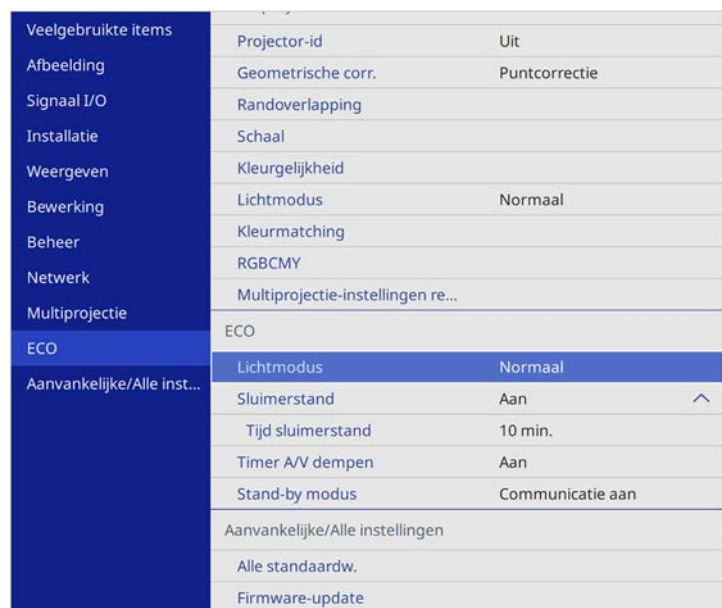 Veelgebruikte items
Afbeelding
Signaal I/O
Installatie
Weergeven
Bewerking
Beheer
Netwerk
Multiprojectie
ECO
Aanvankelijke/Alle inst...
Projector-id Uit
Geometrische corr. Puntcorrectie
Randoverlapping
Schaal
Kleurgelijkheid
Lichtmodus Normaal
Kleurmatching
RGBCMY
Multiprojectie-instellingen re...
ECO
Lichtmodus Normaal
Sluimerstand Aan
Tijd sluimerstand 10 min.
Timer A/V dempen Aan
Stand-by modus Communicatie aan
Aanvankelijke/Alle instellingen
Alle standaardw.
Firmware-update